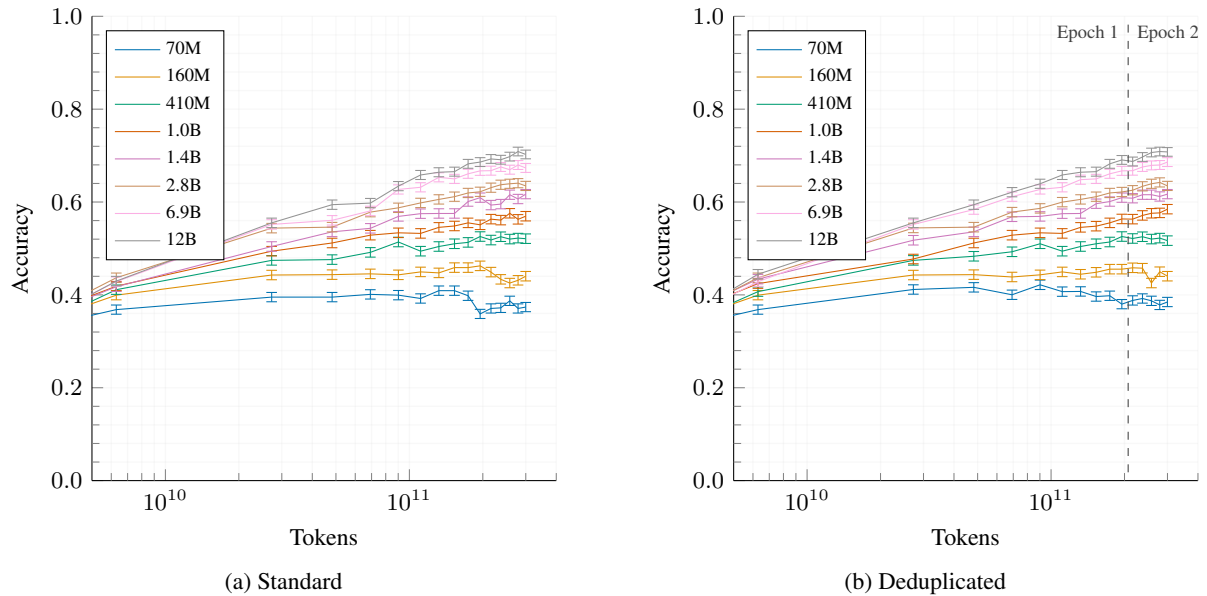 1.0
0.8
0.6
0.4
0.2
0.0
Accuracy
70M
160M
410M
1.0B
1.4B
2.8B
6.9B
12B
10^10
10^11
Tokens
(a) Standard
1.0
0.8
0.6
0.4
0.2
0.0
Accuracy
70M
160M
410M
1.0B
1.4B
2.8B
6.9B
12B
Epoch 1
Epoch 2
10^10
10^11
Tokens
(b) Deduplicated